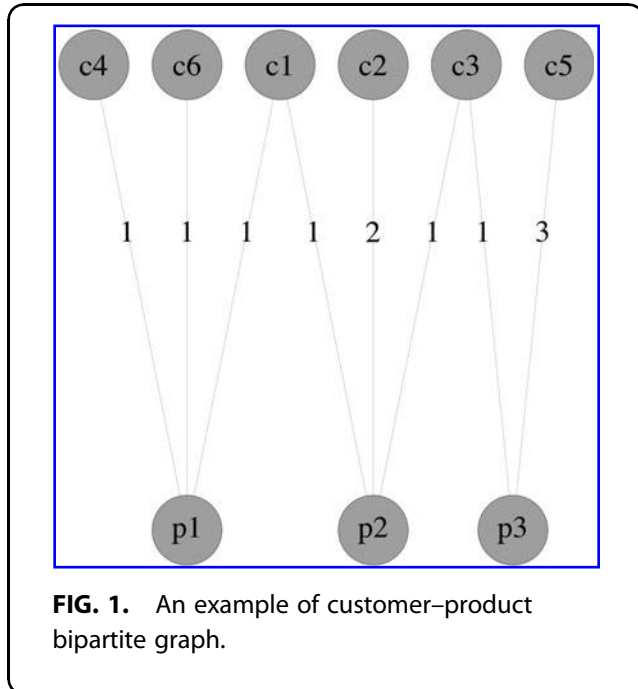 c4 c6 c1 c2 c3 c5
1 1 1 1 2 1 1 3
p1 p2 p3
FIG. 1. An example of customer–product
bipartite graph.